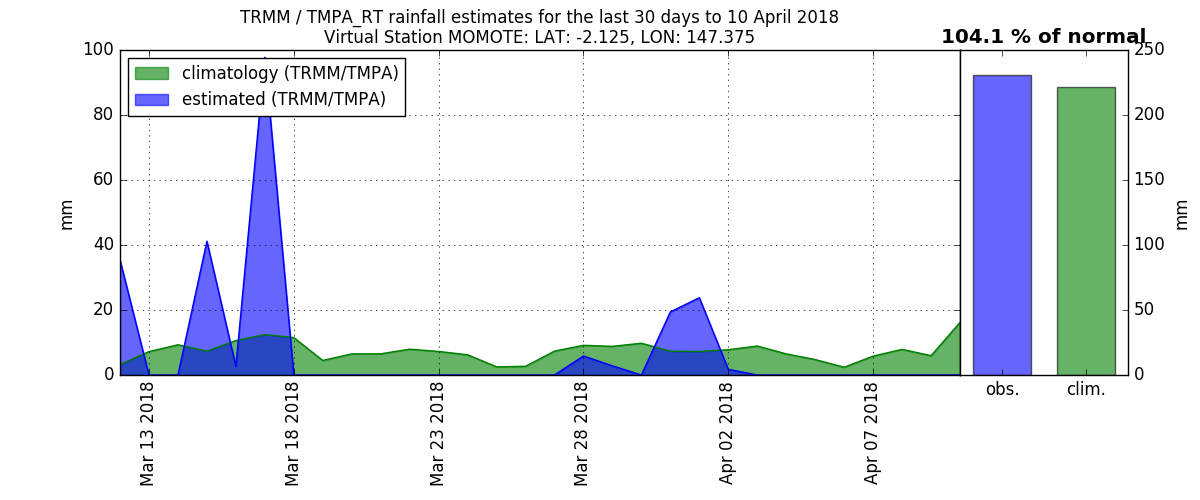 TRMM / TMPA_RT rainfall estimates for the last 30 days to 10 April 2018
Virtual Station MOMOTE: LAT: -2.125, LON: 147.375
104.1 % of normal
climatology (TRMM/TMPA)
estimated (TRMM/TMPA)
100
80
60
40
20
0
mm
Mar 13 2018
Mar 18 2018
Mar 23 2018
Mar 28 2018
Apr 02 2018
Apr 07 2018
250
200
150
100
50
0
mm
obs.
clim.